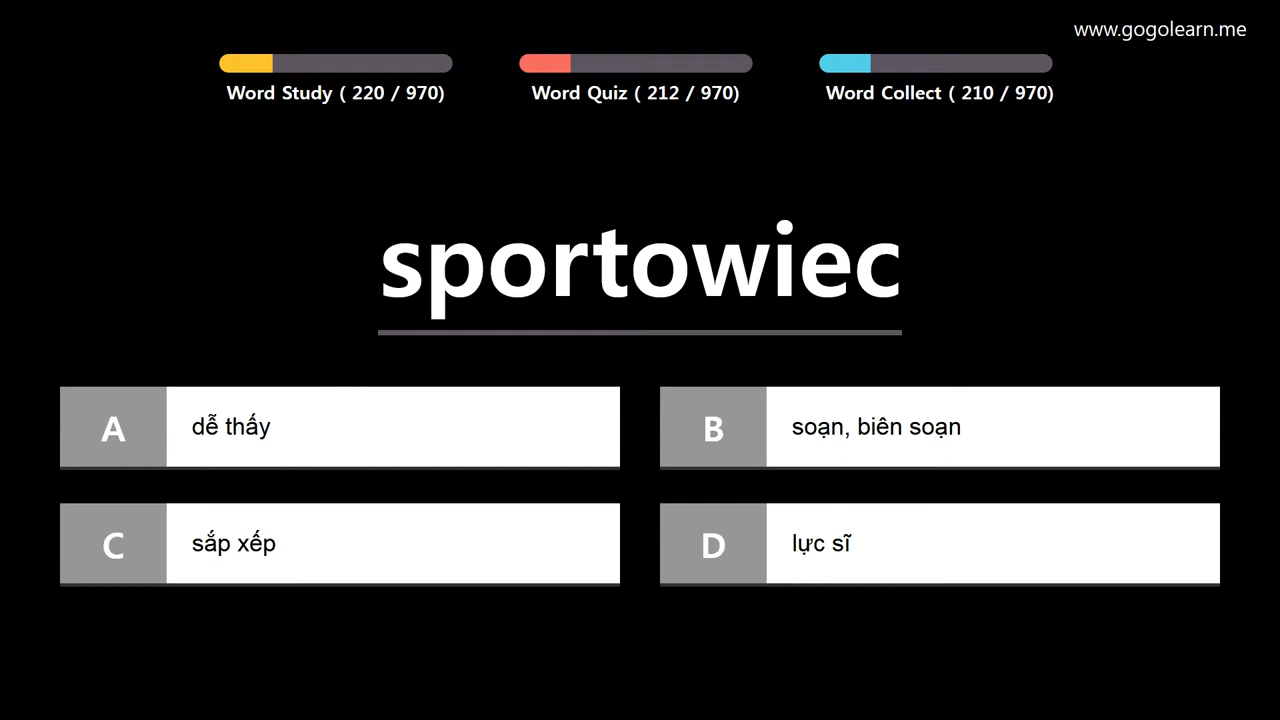 www.gogolearn.me
Word Study ( 220 / 970)
Word Quiz ( 212 / 970)
Word Collect ( 210 / 970)
sportowiec
A
dễ thấy
B
soạn, biên soạn
C
sắp xếp
D
lực sĩ